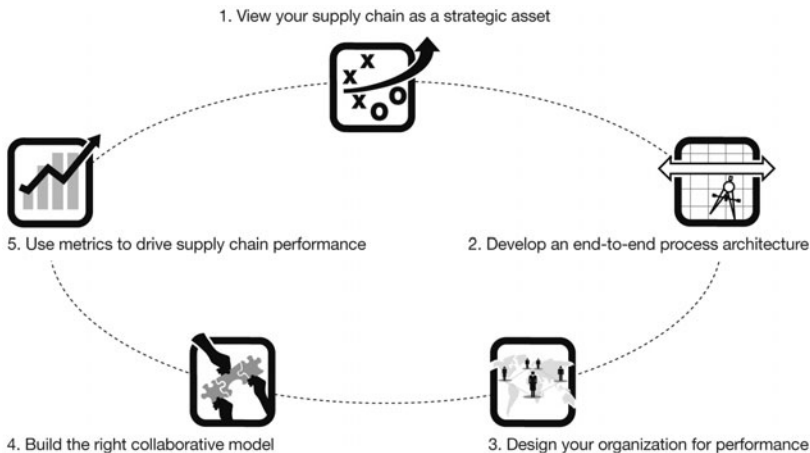 1. View your supply chain as a strategic asset
X
X
X
O
O
5. Use metrics to drive supply chain performance
2. Develop an end-to-end process architecture
4. Build the right collaborative model
3. Design your organization for performance